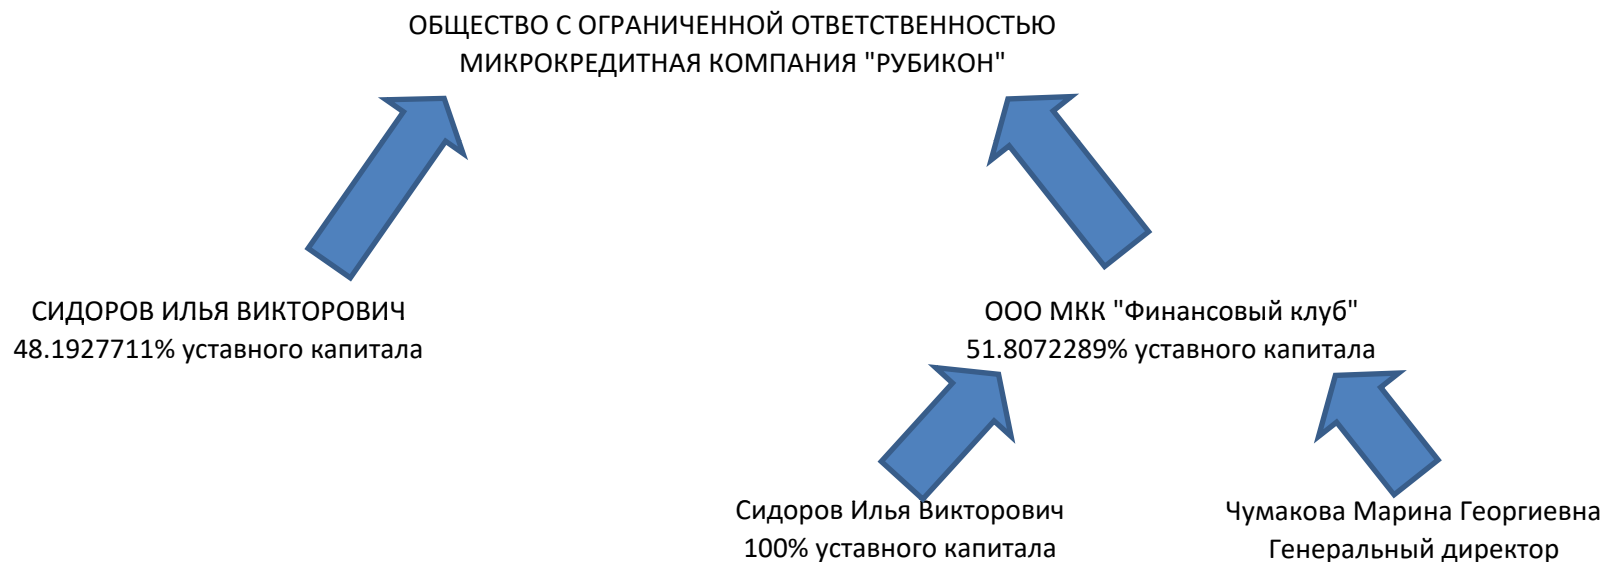 ОБЩЕСТВО С ОГРАНИЧЕННОЙ ОТВЕТСТВЕННОСТЬЮ
МИКРОКРЕДИТНАЯ КОМПАНИЯ "РУБИКОН"
СИДОРОВ ИЛЬЯ ВИКТОРОВИЧ
48.1927711% уставного капитала
ООО МКК "Финансовый клуб"
51.8072289% уставного капитала
Сидоров Илья Викторович
100% уставного капитала
Чумакова Марина Георгиевна
Генеральный директор